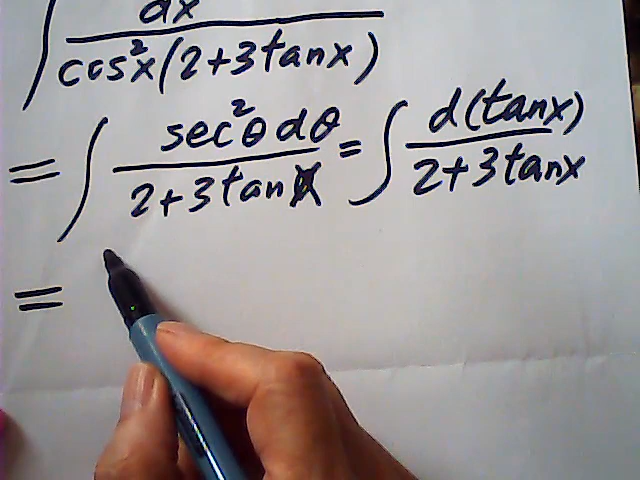 ∫ dx / cos²x(2+3tanx)
= ∫ sec²θ dθ / 2+3tanx = ∫ d(tanx) / 2+3tanx
=